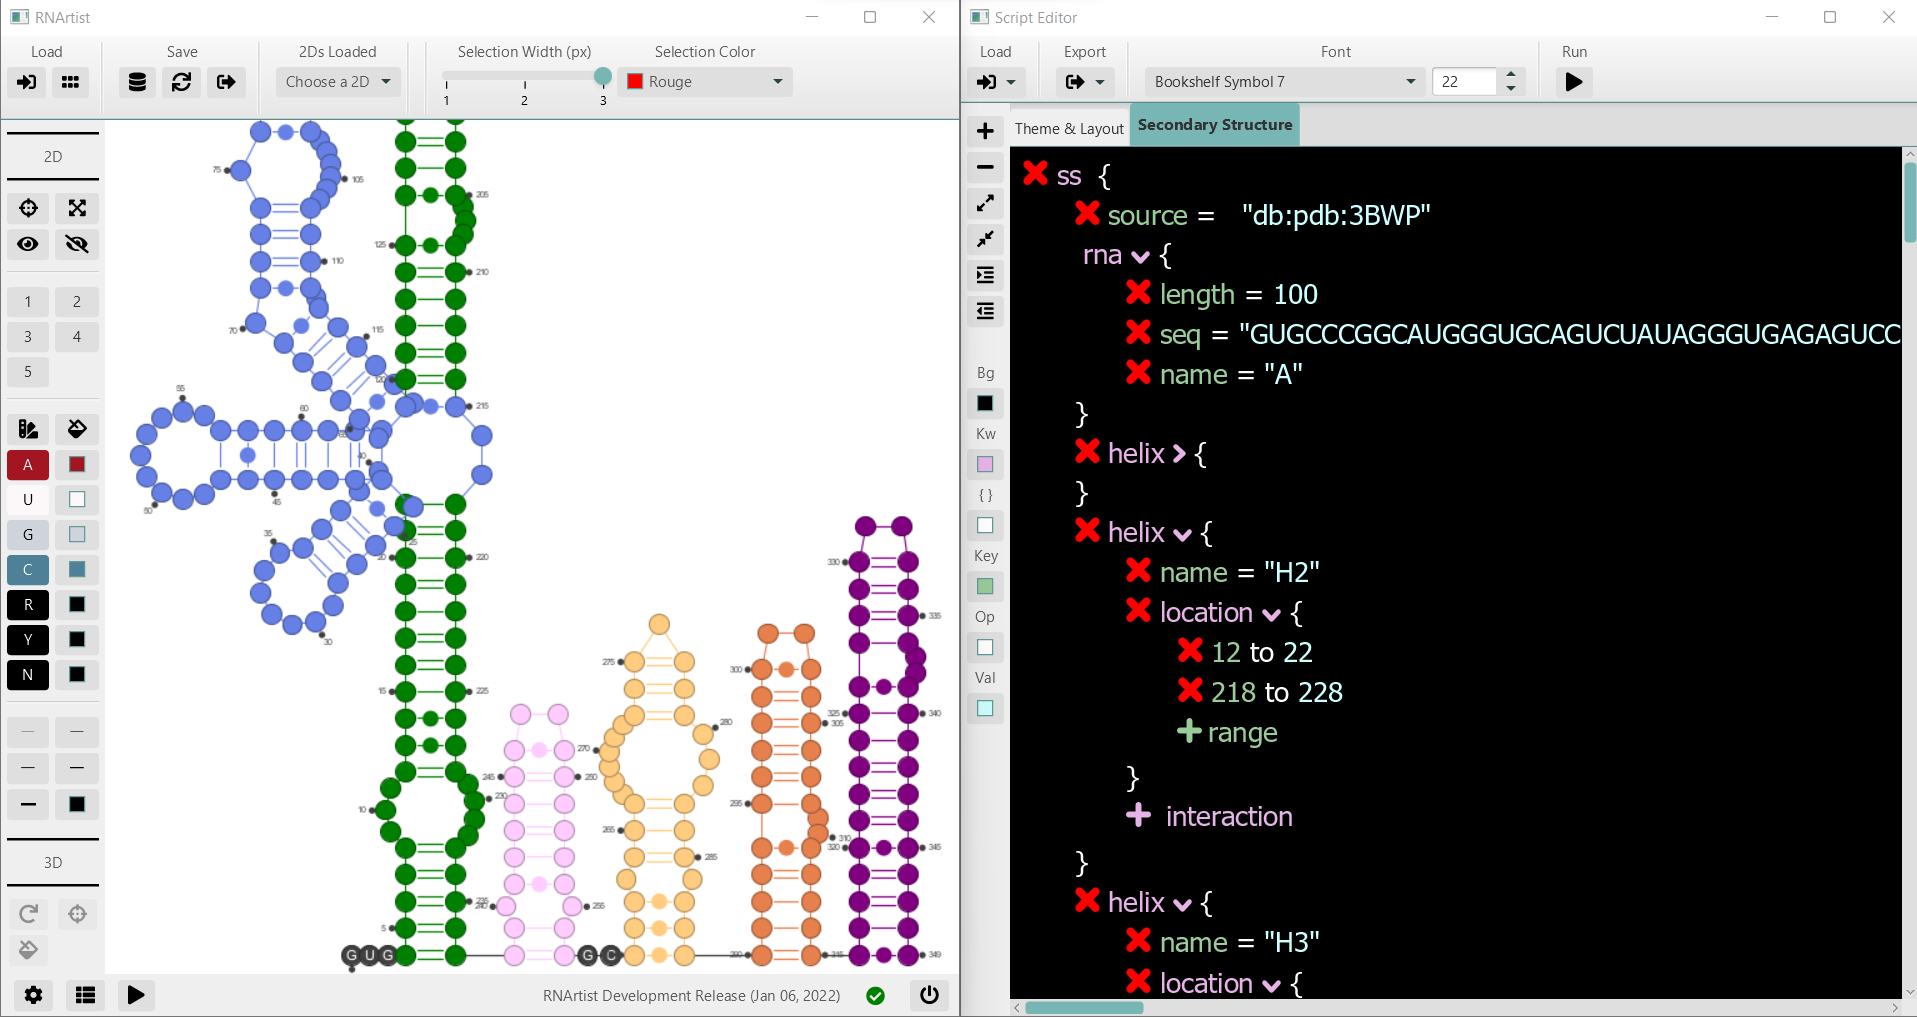 RNArtist
Load
Save
2Ds Loaded
Selection Width (px)
Selection Color
Choose a 2D
1
2
3
Rouge
2D
1
2
3
4
5
A
U
G
C
R
Y
N
3D
75
105
205
125
110
210
70
115
120
215
55
60
65
40
45
50
35
25
20
220
30
15
225
10
230
245
250
270
275
280
265
285
235
240
255
5
300
305
295
310
330
335
325
340
320
345
290
315
349
G U G
G C
RNArtist Development Release (Jan 06, 2022)
Script Editor
Load
Export
Font
Run
Bookshelf Symbol 7
22
Theme & Layout
Secondary Structure
Bg
Kw
{ }
Key
Op
Val
ss {
source = "db:pdb:3BWP"
rna {
length = 100
seq = "GUGCCCGGCAUGGGUGCAGUCUAUAGGGUGAGAGUCC
name = "A"
}
helix {
}
helix {
name = "H2"
location {
12 to 22
218 to 228
range
}
interaction
}
helix {
name = "H3"
location {